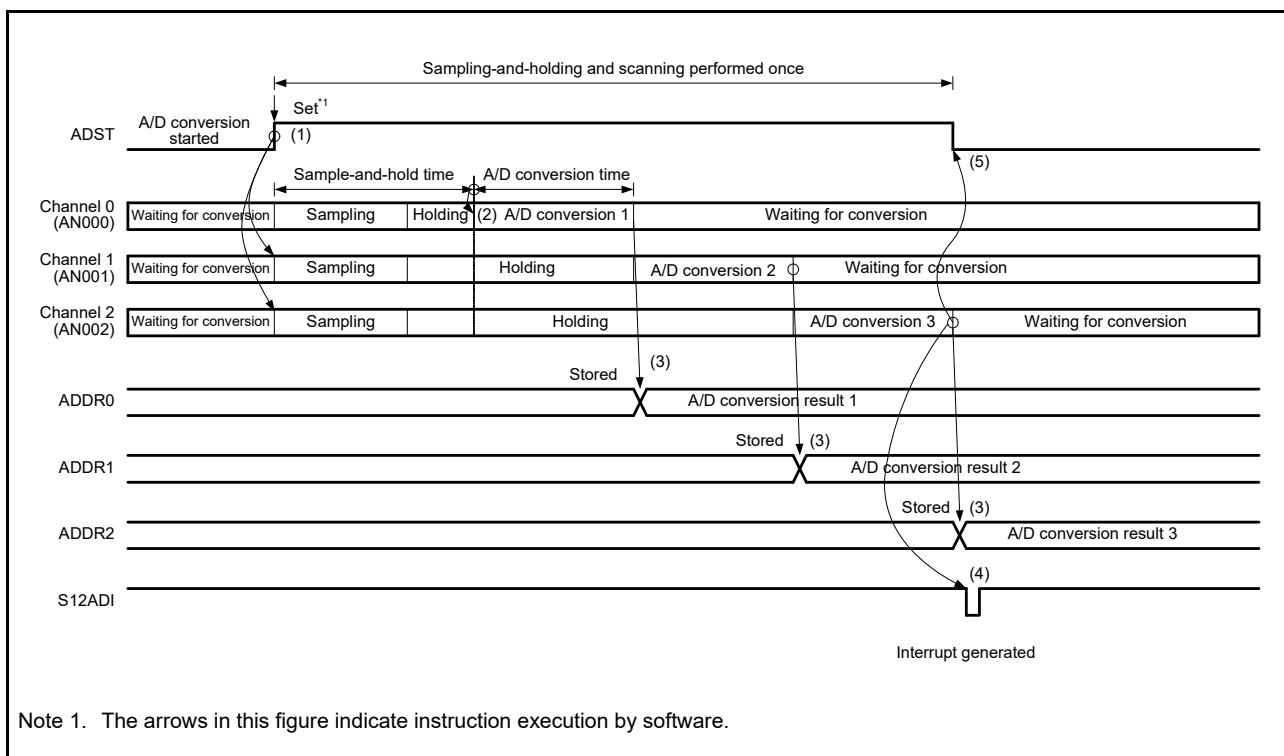 Sampling-and-holding and scanning performed once
Set*1
ADST
A/D conversion
started
(1)
(5)
Sample-and-hold time
A/D conversion time
Channel 0
(AN000)
Waiting for conversion
Sampling
Holding
(2)
A/D conversion 1
Waiting for conversion
Channel 1
(AN001)
Waiting for conversion
Sampling
Holding
A/D conversion 2
Waiting for conversion
Channel 2
(AN002)
Waiting for conversion
Sampling
Holding
A/D conversion 3
Waiting for conversion
Stored
(3)
ADDR0
A/D conversion result 1
Stored
(3)
ADDR1
A/D conversion result 2
Stored
(3)
ADDR2
A/D conversion result 3
(4)
S12ADI
Interrupt generated
Note 1. The arrows in this figure indicate instruction execution by software.